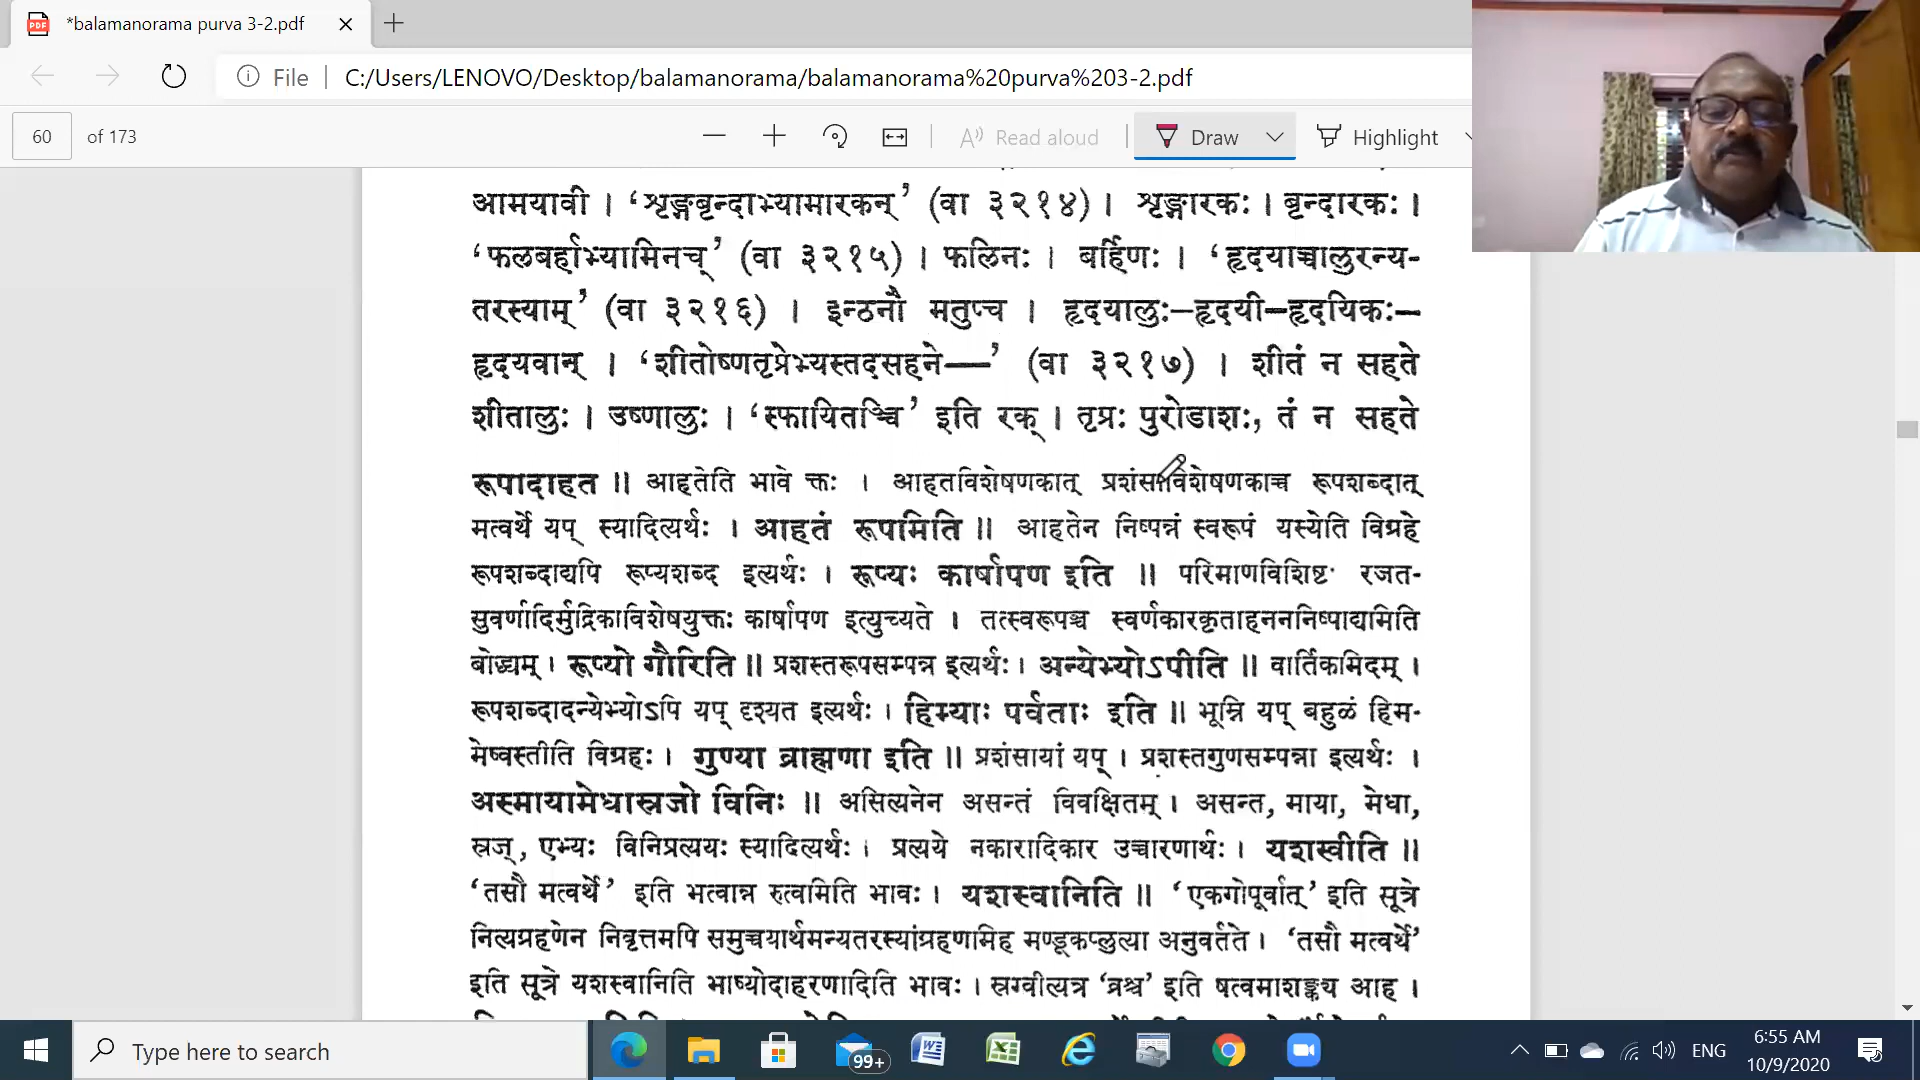 *balamanorama purva 3-2.pdf
File | C:/Users/LENOVO/Desktop/balamanorama/balamanorama%20purva%203-2.pdf
60 of 173 Read aloud Draw Highlight
आमयावी । ‘शृङ्गबृन्दाभ्यामारकन्’ (वा ३२१४) । शृङ्गारकः । बृन्दारकः ।
‘फलबर्हाभ्यामिनच्’ (वा ३२१५) । फलिनः । बर्हिणः । ‘हृदयाच्चालुरन्य-
तरस्याम्’ (वा ३२१६) । इन्ठनौ मतुप्च । हृदयालुः—हृदयी—हृदयिकः—
हृदयवान् । ‘शीतोष्णतृप्रेभ्यस्तदसहने—’ (वा ३२१७) । शीतं न सहते
शीतालुः । उष्णालुः । ‘स्फायितञ्चि’ इति रक् । तृप्रः पुरोडाशः, तं न सहते
रूपादाहत ॥ आहतेति भावे क्तः । आहतविशेषणकात् प्रशंसाविशेषणकाच्च रूपशब्दात्
मत्वर्थे यप् स्यादित्यर्थः । आहतं रूपमिति ॥ आहतेन निष्पन्नं स्वरूपं यस्येति विग्रहे
रूपशब्दाद्यपि रूप्यशब्द इत्यर्थः । रूप्यः कार्षापण इति ॥ परिमाणविशिष्ट रजत-
सुवर्णादिर्मुद्रिकाविशेषयुक्तः कार्षापण इत्युच्यते । तत्स्वरूपञ्च स्वर्णकारकृताहनननिष्पाद्यमिति
बोद्ध्यम् । रूप्यो गौरिति ॥ प्रशस्तरूपसम्पन्न इत्यर्थः । अन्येभ्योऽपीति ॥ वार्तिकमिदम् ।
रूपशब्दादन्येभ्योऽपि यप् दृश्यत इत्यर्थः । हिम्याः पर्वताः इति ॥ भूम्नि यप् बहुळं हिम-
मेष्वस्तीति विग्रहः । गुण्या ब्राह्मणा इति ॥ प्रशंसायां यप् । प्रशस्तगुणसम्पन्ना इत्यर्थः ।
अस्मायामेधास्रजो विनिः ॥ असित्यनेन असन्तं विवक्षितम् । असन्त, माया, मेधा,
स्रज्, एभ्यः विनिप्रत्ययः स्यादित्यर्थः । प्रत्यये नकारादिकार उच्चारणार्थः । यशस्वीति ॥
‘तसौ मत्वर्थे’ इति भत्वान्न रुत्वमिति भावः । यशस्वानिति ॥ ‘एकगोपूर्वात्’ इति सूत्रे
नित्यग्रहणेन निवृत्तमपि समुच्चयार्थमन्यतरस्यांग्रहणमिह मण्डूकप्लुत्या अनुवर्तते । ‘तसौ मत्वर्थे’
इति सूत्रे यशस्वानिति भाष्योदाहरणादिति भावः । स्रग्वीत्यत्र ‘व्रश्च’ इति षत्वमाशङ्क्य आह ।
Type here to search
99+
ENG
6:55 AM
10/9/2020